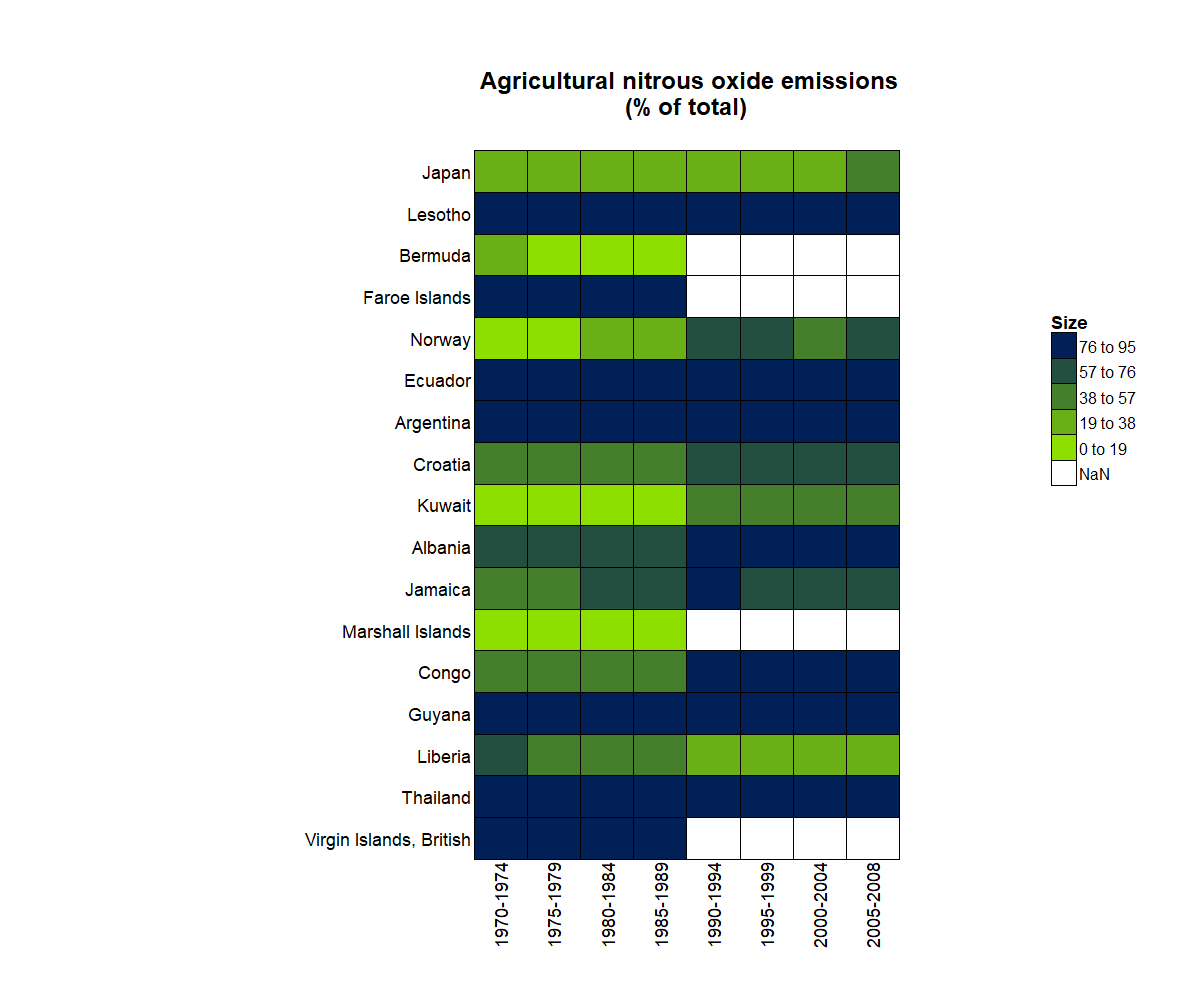 Agricultural nitrous oxide emissions
(% of total)
Japan
Lesotho
Bermuda
Faroe Islands
Norway
Ecuador
Argentina
Croatia
Kuwait
Albania
Jamaica
Marshall Islands
Congo
Guyana
Liberia
Thailand
Virgin Islands, British
1970-1974
1975-1979
1980-1984
1985-1989
1990-1994
1995-1999
2000-2004
2005-2008
Size
76 to 95
57 to 76
38 to 57
19 to 38
0 to 19
NaN